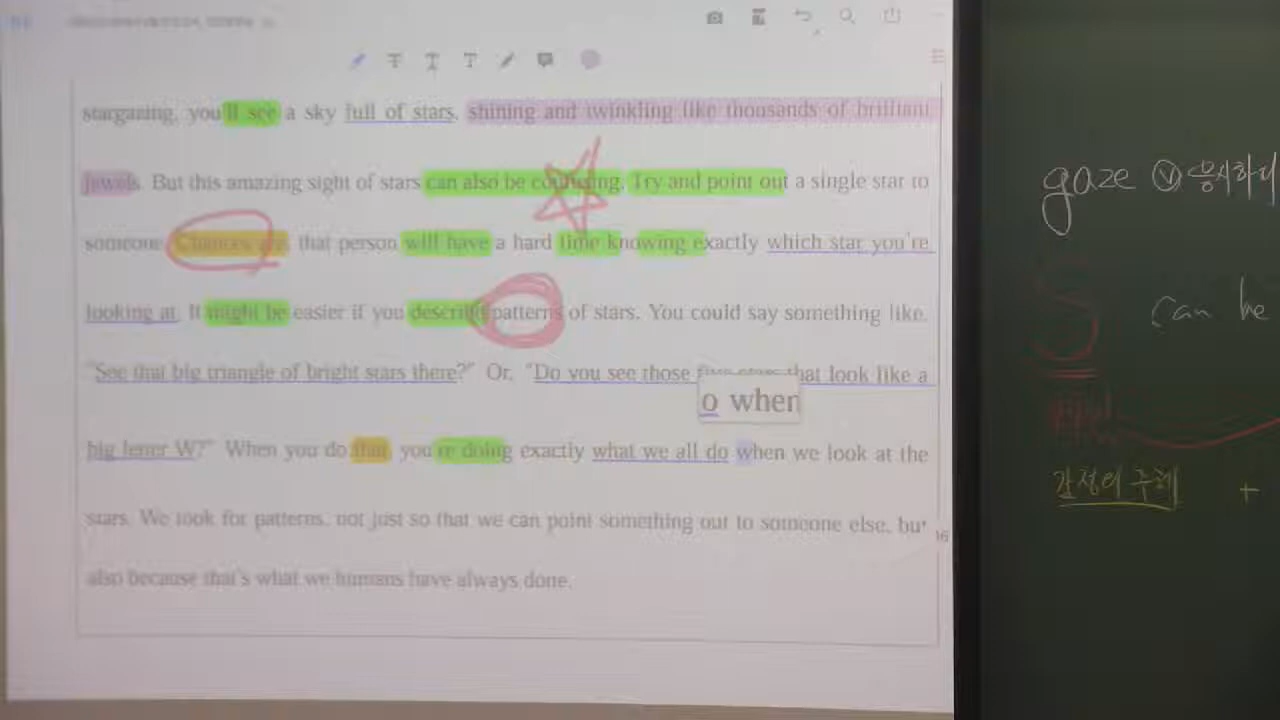 stargazing, you'll see a sky full of stars, shining and twinkling like thousands of brilliant
jewels. But this amazing sight of stars can also be confusing. Try and point out a single star to
someone. Chances are, that person will have a hard time knowing exactly which star you're
looking at. It might be easier if you describe patterns of stars. You could say something like,
"See that big triangle of bright stars there?" Or, "Do you see those five stars that look like a
o when
big letter W?" When you do that, you're doing exactly what we all do when we look at the
stars. We look for patterns, not just so that we can point something out to someone else, but
also because that's what we humans have always done.
16
gaze ⓥ 응시하다
S can be
감정의 주체 +